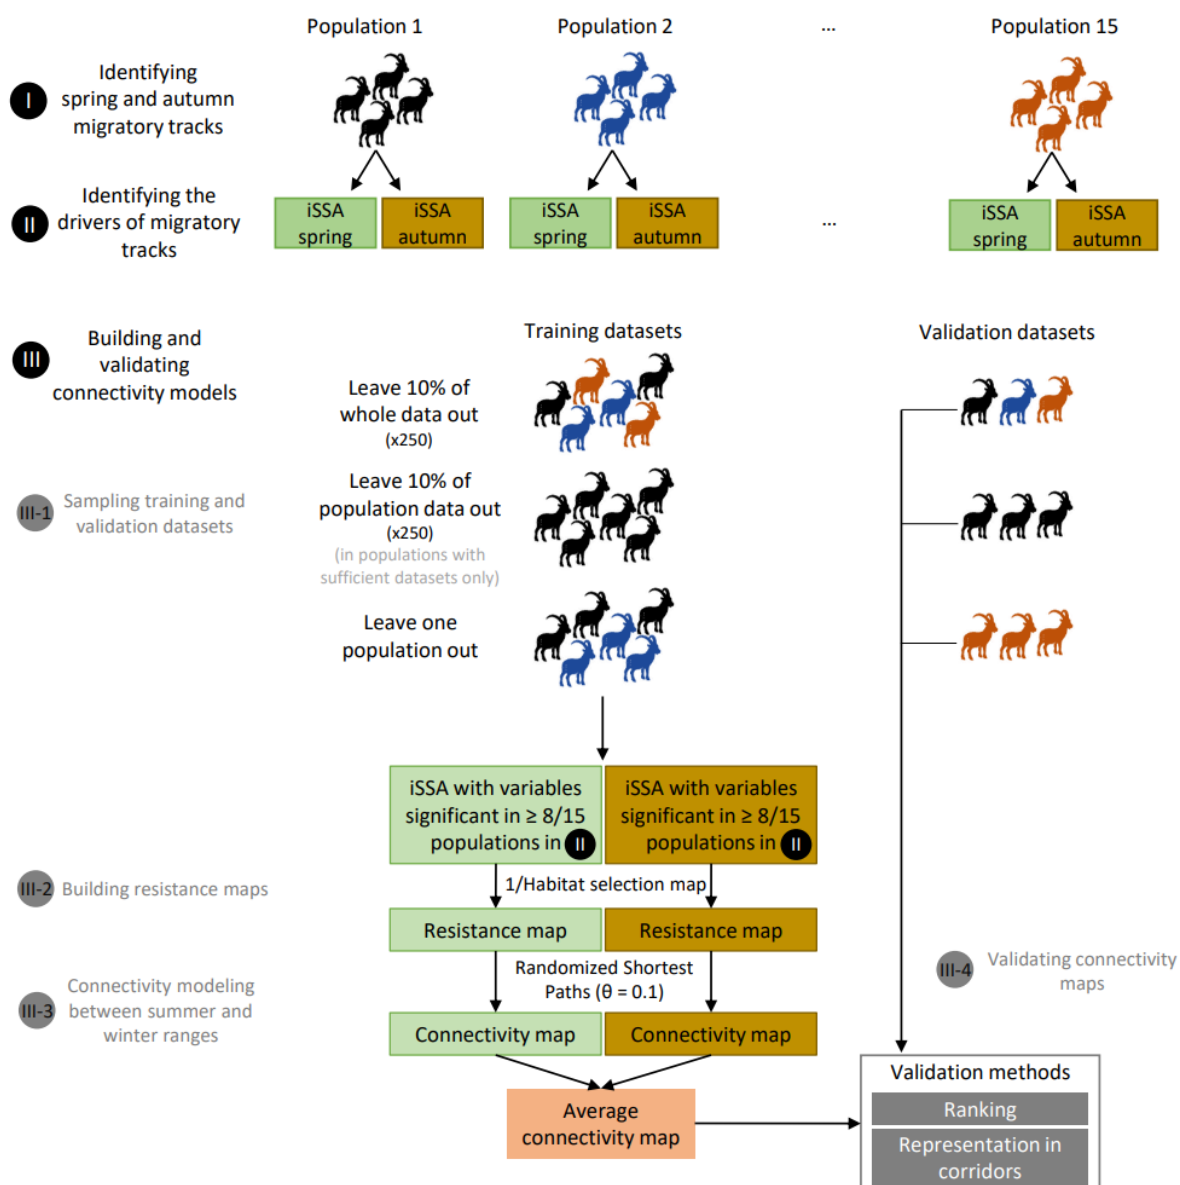 Population 1
Population 2
...
Population 15
I
Identifying
spring and autumn
migratory tracks
II
Identifying the
drivers of migratory
tracks
iSSA
spring
iSSA
autumn
iSSA
spring
iSSA
autumn
...
iSSA
spring
iSSA
autumn
III
Building and
validating
connectivity models
Training datasets
Validation datasets
Leave 10% of
whole data out
(x250)
III-1
Sampling training and
validation datasets
Leave 10% of
population data out
(x250)
(in populations with
sufficient datasets only)
Leave one
population out
iSSA with variables
significant in ≥ 8/15
populations in II
iSSA with variables
significant in ≥ 8/15
populations in II
III-2
Building resistance maps
1/Habitat selection map
Resistance map
Resistance map
III-3
Connectivity modeling
between summer and
winter ranges
Randomized Shortest
Paths (θ = 0.1)
Connectivity map
Connectivity map
III-4
Validating connectivity
maps
Average
connectivity map
Validation methods
Ranking
Representation in
corridors